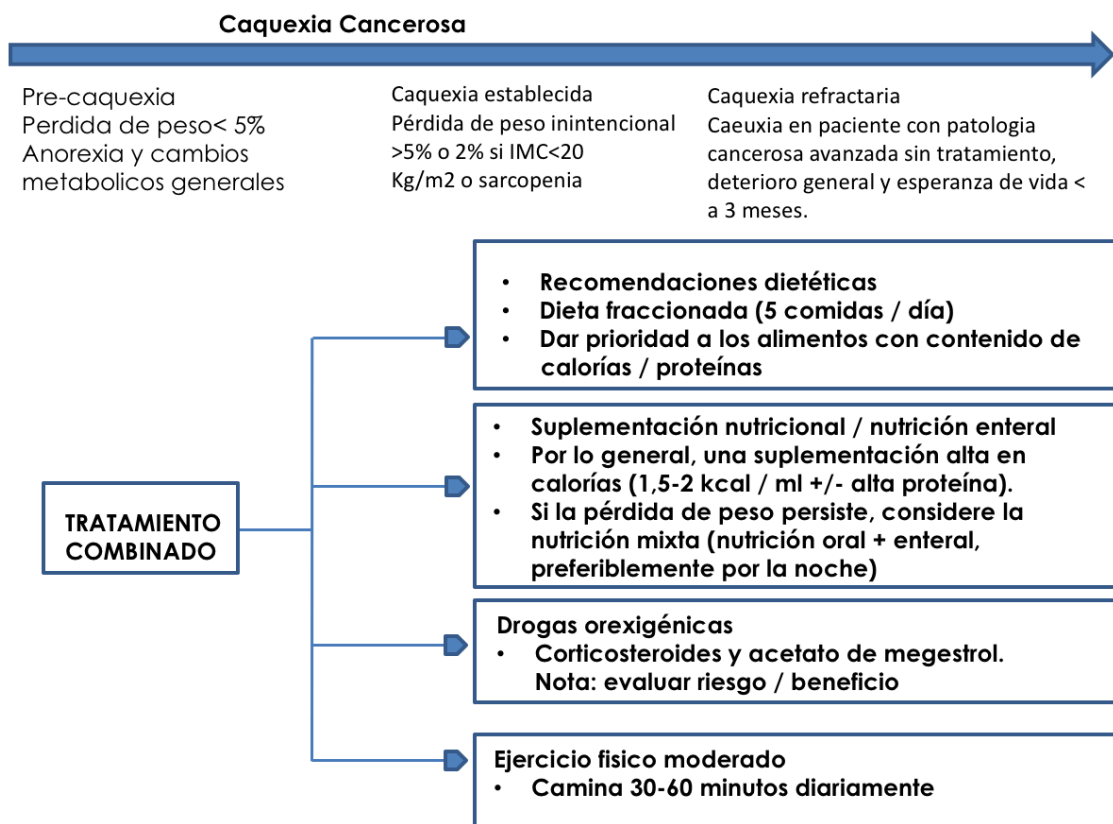 Caquexia Cancerosa
Pre-caquexia
Perdida de peso< 5%
Anorexia y cambios
metabolicos generales
Caquexia establecida
Pérdida de peso inintencional
>5% o 2% si IMC<20
Kg/m2 o sarcopenia
Caquexia refractaria
Caeuxia en paciente con patologia
cancerosa avanzada sin tratamiento,
deterioro general y esperanza de vida <
a 3 meses.
TRATAMIENTO
COMBINADO
• Recomendaciones dietéticas
• Dieta fraccionada (5 comidas / día)
• Dar prioridad a los alimentos con contenido de
calorías / proteínas
• Suplementación nutricional / nutrición enteral
• Por lo general, una suplementación alta en
calorías (1,5-2 kcal / ml +/- alta proteína).
• Si la pérdida de peso persiste, considere la
nutrición mixta (nutrición oral + enteral,
preferiblemente por la noche)
Drogas orexigénicas
• Corticosteroides y acetato de megestrol.
Nota: evaluar riesgo / beneficio
Ejercicio fisico moderado
• Camina 30-60 minutos diariamente